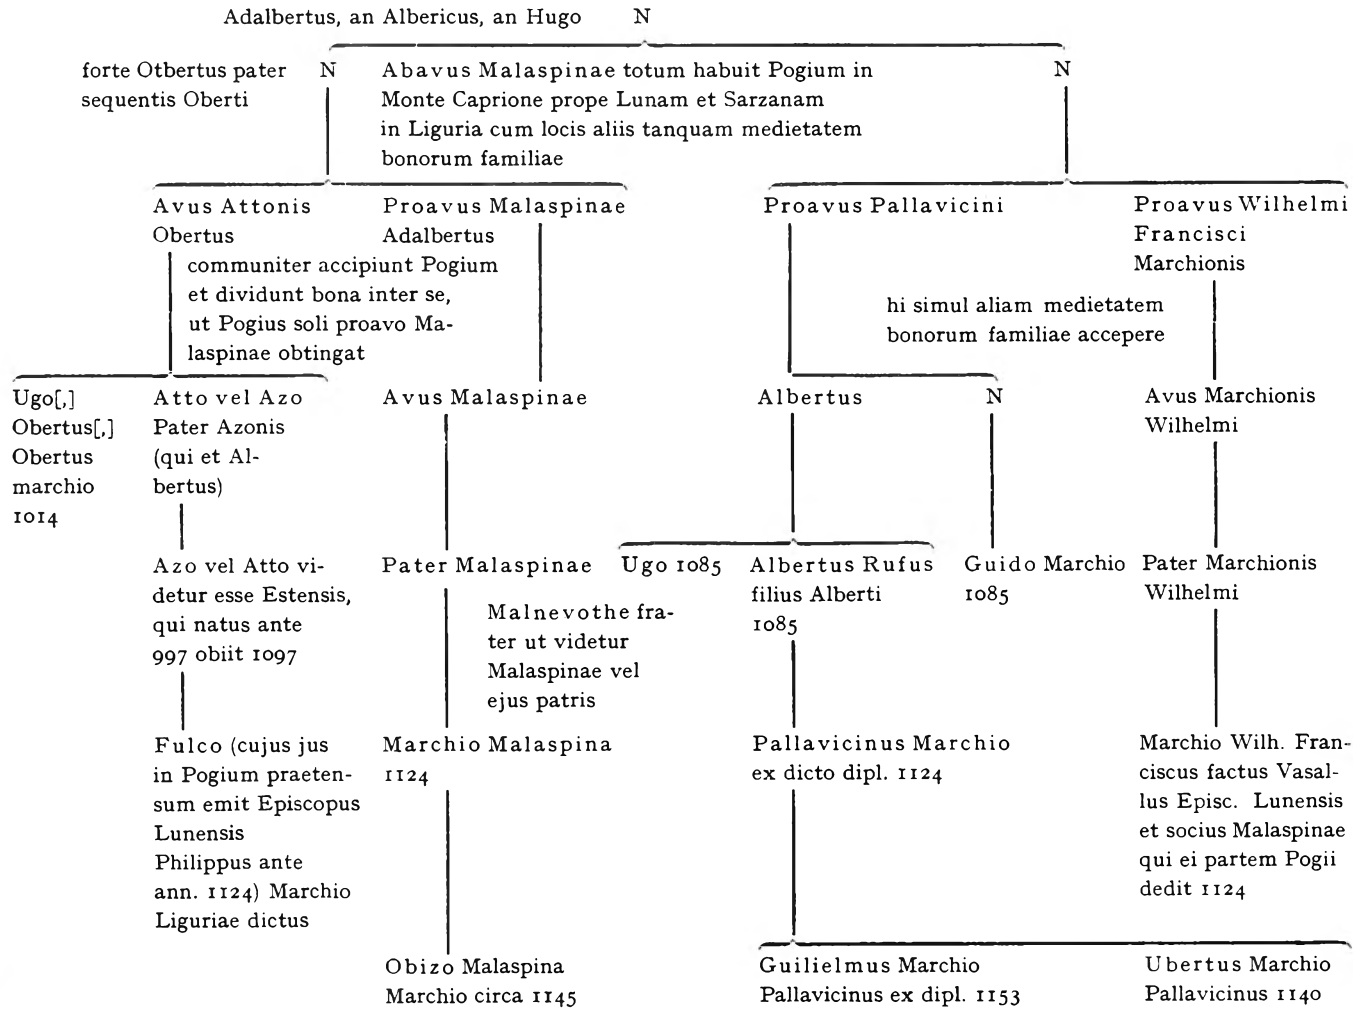 Adalbertus, an Albericus, an Hugo N
forte Otbertus pater
sequentis Oberti
N
Abavus Malaspinae totum habuit Pogium in
Monte Caprione prope Lunam et Sarzanam
in Liguria cum locis aliis tanquam medietatem
bonorum familiae
N
Avus Attonis
Obertus
Proavus Malaspinae
Adalbertus
communiter accipiunt Pogium
et dividunt bona inter se,
ut Pogius soli proavo Ma-
laspinae obtingat
Proavus Pallavicini
Proavus Wilhelmi
Francisci
Marchionis
hi simul aliam medietatem
bonorum familiae accepere
Ugo[,]
Obertus[,]
Obertus
marchio
1014
Atto vel Azo
Pater Azonis
(qui et Al-
bertus)
Avus Malaspinae
Albertus
N
Avus Marchionis
Wilhelmi
Azo vel Atto vi-
detur esse Estensis,
qui natus ante
997 obiit 1097
Pater Malaspinae
Malnevothe fra-
ter ut videtur
Malaspinae vel
ejus patris
Ugo 1085
Albertus Rufus
filius Alberti
1085
Guido Marchio
1085
Pater Marchionis
Wilhelmi
Fulco (cujus jus
in Pogium praeten-
sum emit Episcopus
Lunensis
Philippus ante
ann. 1124) Marchio
Liguriae dictus
Marchio Malaspina
1124
Pallavicinus Marchio
ex dicto dipl. 1124
Marchio Wilh. Fran-
ciscus factus Vasal-
lus Episc. Lunensis
et socius Malaspinae
qui ei partem Pogii
dedit 1124
Obizo Malaspina
Marchio circa 1145
Guilielmus Marchio
Pallavicinus ex dipl. 1153
Ubertus Marchio
Pallavicinus 1140